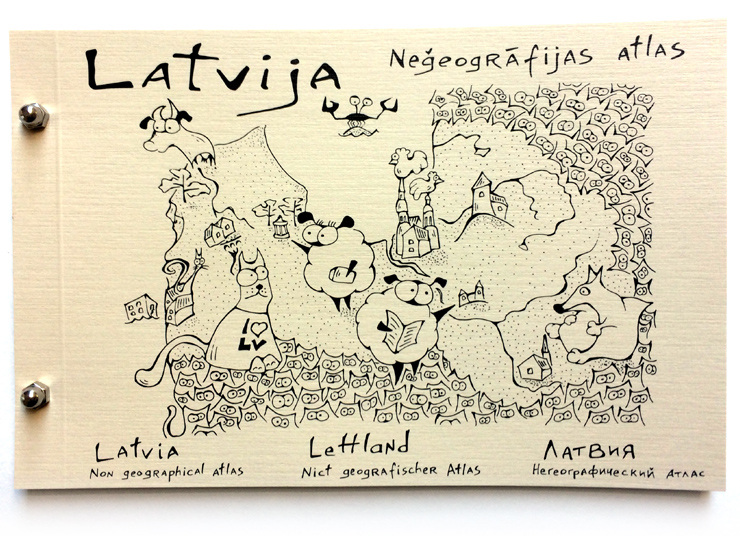 Latvija
Neģeogrāfijas atlas
I ♥
LV
Latvia
Non geographical atlas
Lettland
Nict geografischer Atlas
Латвия
Негеографический атлас